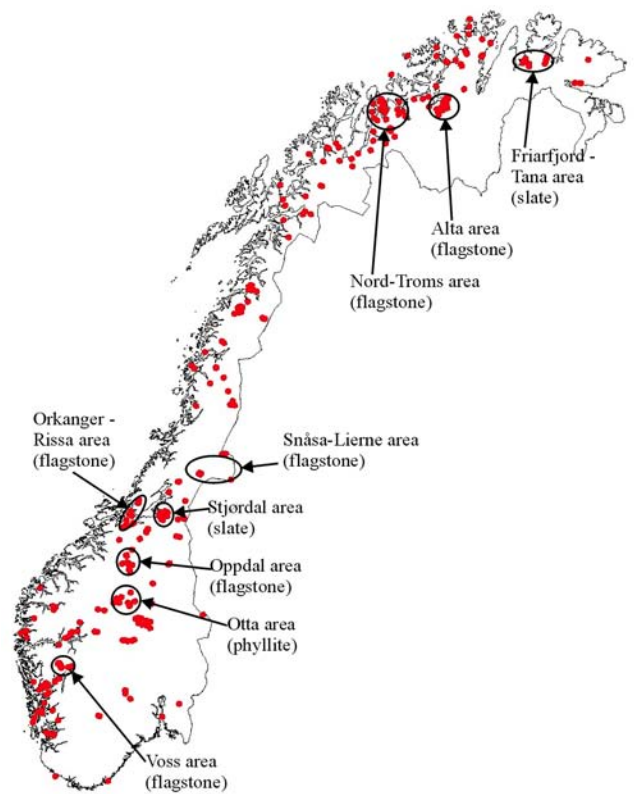 Friarfjord -
Tana area
(slate)
Alta area
(flagstone)
Nord-Troms area
(flagstone)
Orkanger -
Rissa area
(flagstone)
Snåsa-Lierne area
(flagstone)
Stjørdal area
(slate)
Oppdal area
(flagstone)
Otta area
(phyllite)
Voss area
(flagstone)